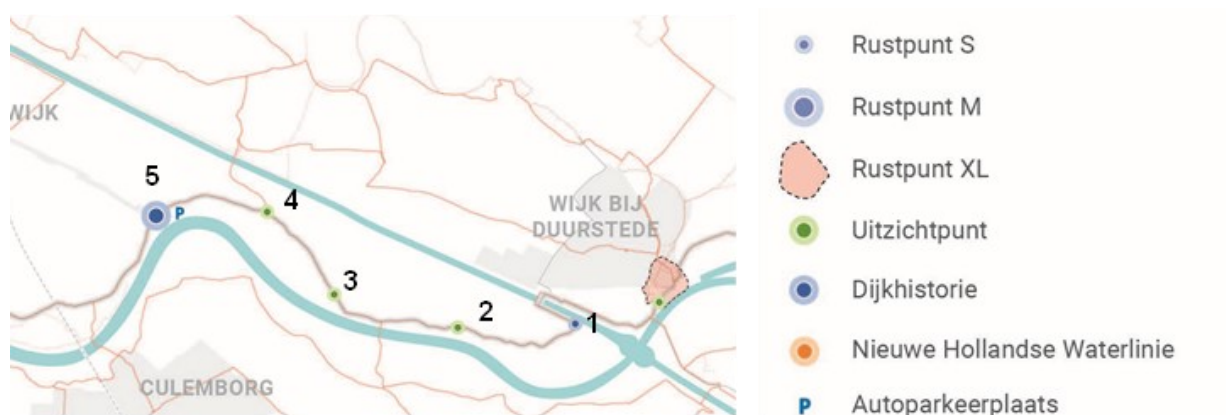 WIJK
5
P
4
WIJK BIJ
DUURSTEDE
3
2
1
CULEMBORG
Rustpunt S
Rustpunt M
Rustpunt XL
Uitzichtpunt
Dijkhistorie
Nieuwe Hollandse Waterlinie
P Autoparkeerplaats